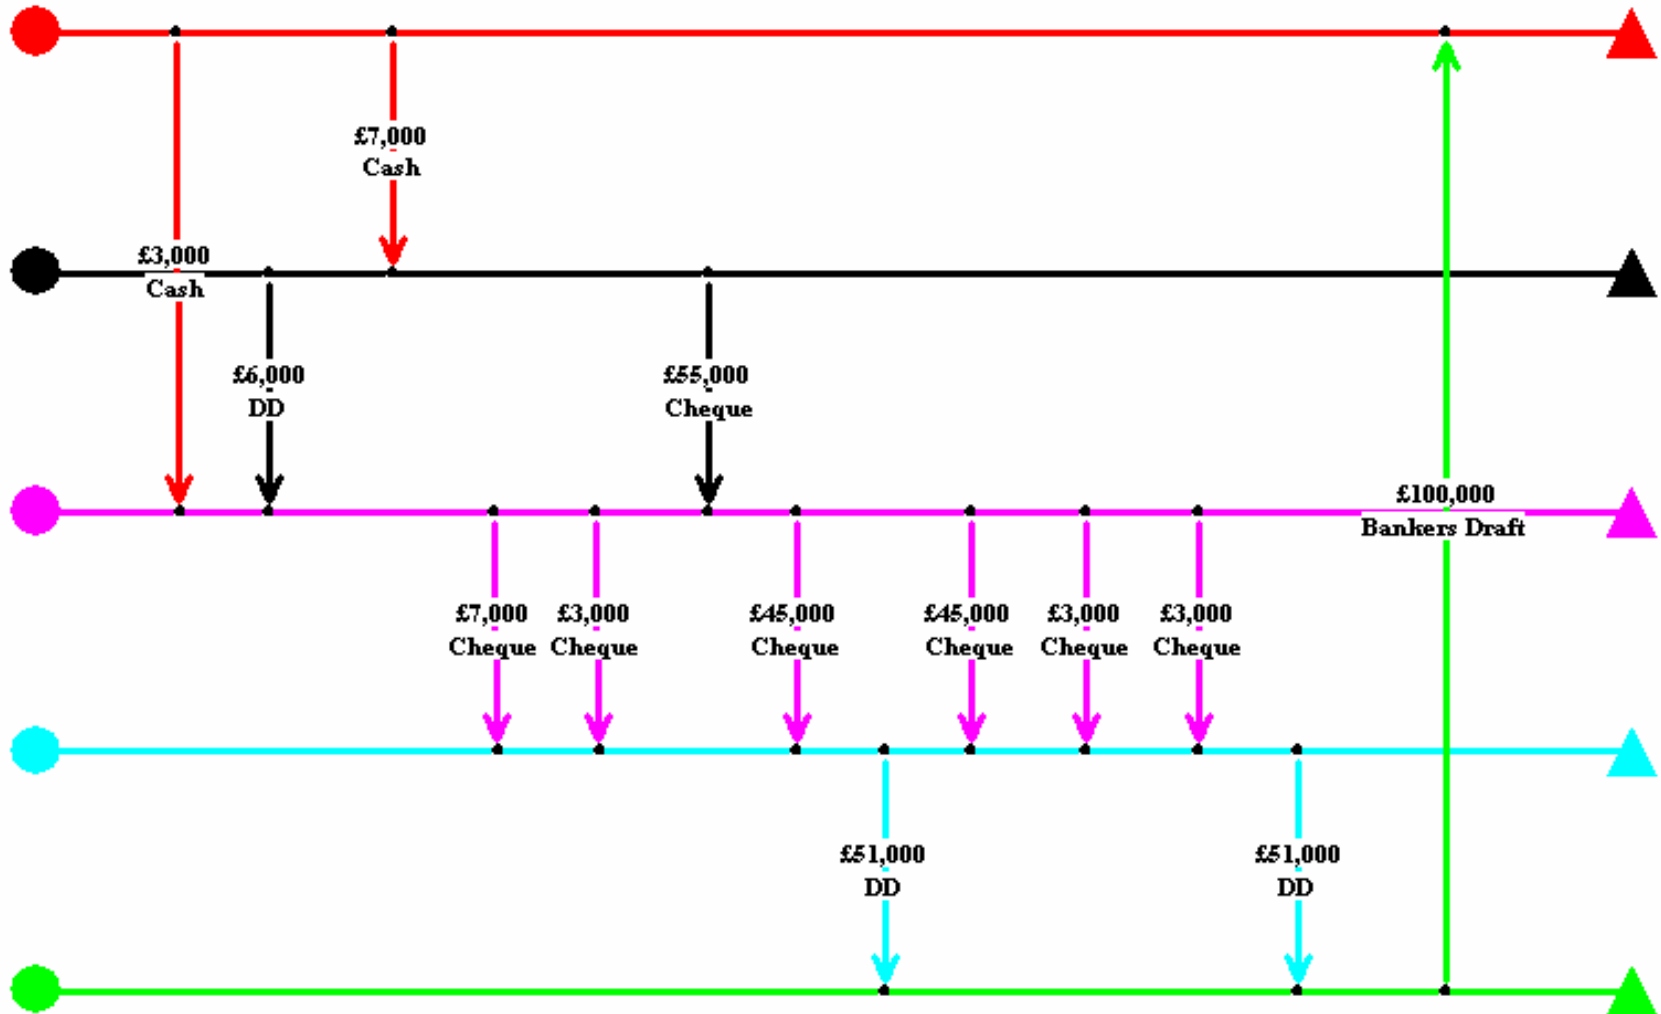 £7,000
Cash
£3,000
Cash
£6,000
DD
£55,000
Cheque
£100,000
Bankers Draft
£7,000
Cheque
£3,000
Cheque
£45,000
Cheque
£45,000
Cheque
£3,000
Cheque
£3,000
Cheque
£51,000
DD
£51,000
DD